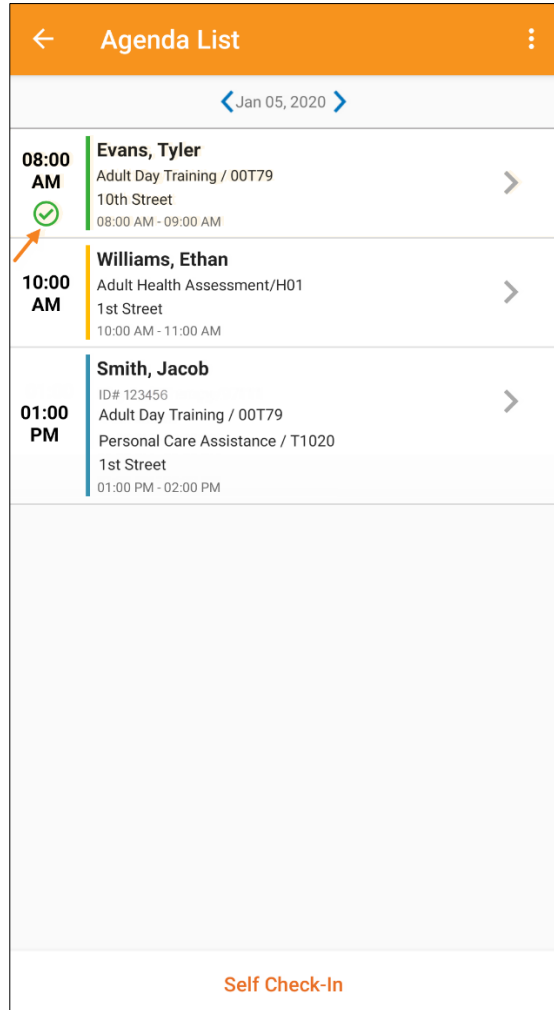 Agenda List
Jan 05, 2020
08:00
AM
Evans, Tyler
Adult Day Training / 00T79
10th Street
08:00 AM - 09:00 AM
10:00
AM
Williams, Ethan
Adult Health Assessment/H01
1st Street
10:00 AM - 11:00 AM
01:00
PM
Smith, Jacob
ID# 123456
Adult Day Training / 00T79
Personal Care Assistance / T1020
1st Street
01:00 PM - 02:00 PM
Self Check-In